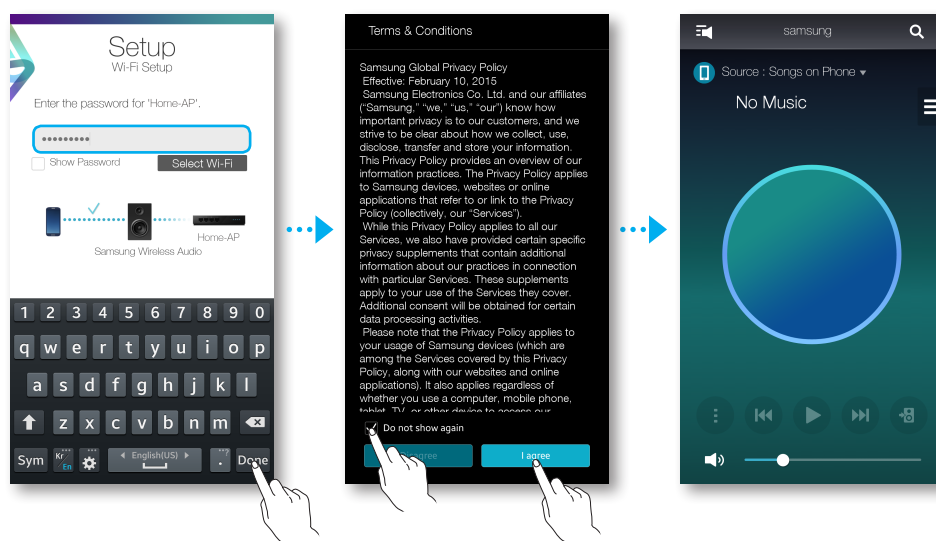 Setup
Wi-Fi Setup
Enter the password for 'Home-AP'.
Show Password
Select Wi-Fi
Home-AP
Samsung Wireless Audio
1 2 3 4 5 6 7 8 9 0
q w e r t y u i o p
a s d f g h j k l
z x c v b n m
Sym Kr En English(US) . ? Done
Terms & Conditions
Samsung Global Privacy Policy
Effective: February 10, 2015
Samsung Electronics Co. Ltd. and our affiliates
(“Samsung,” “we,” “us,” “our”) know how
important privacy is to our customers, and we
strive to be clear about how we collect, use,
disclose, transfer and store your information.
This Privacy Policy provides an overview of our
information practices. The Privacy Policy applies
to Samsung devices, websites or online
applications that refer to or link to the Privacy
Policy (collectively, our “Services”).
While this Privacy Policy applies to all our
Services, we also have provided certain specific
privacy supplements that contain additional
information about our practices in connection
with particular Services. These supplements
apply to your use of the Services they cover.
Additional consent will be obtained for certain
data processing activities.
Please note that the Privacy Policy applies to
your usage of Samsung devices (which are
among the Services covered by this Privacy
Policy, along with our websites and online
applications). It also applies regardless of
whether you use a computer, mobile phone,
tablet, TV, or other device to access our
Do not show again
Disagree
I agree
samsung
Source : Songs on Phone
No Music